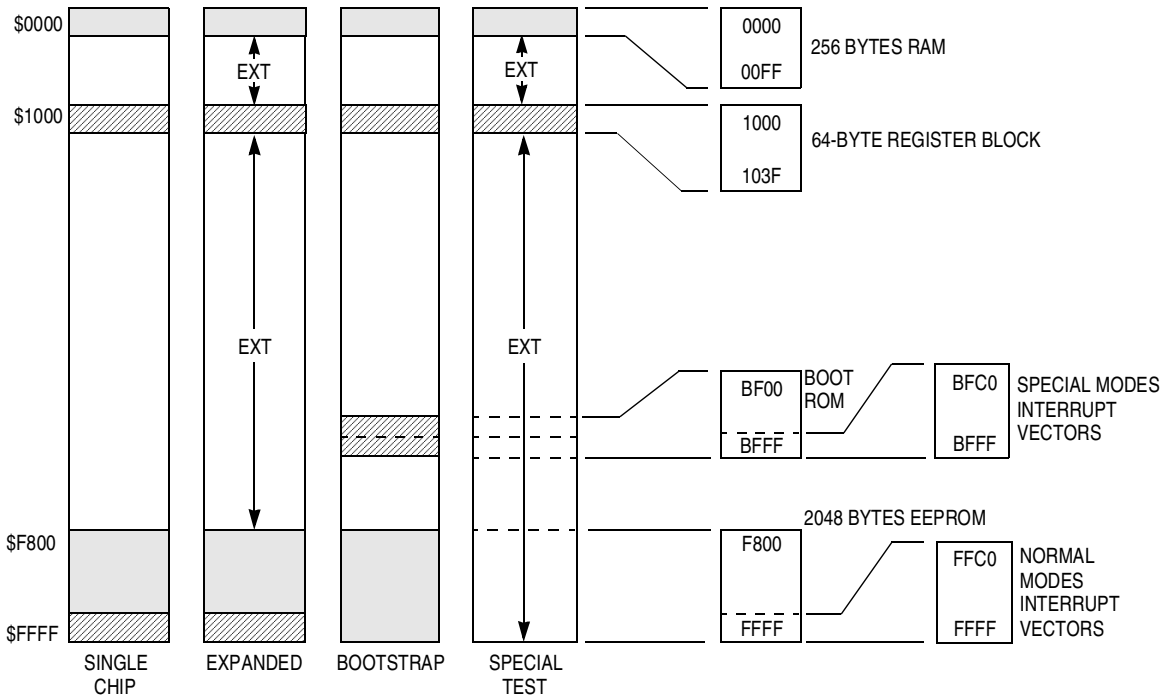 $0000
$1000
$F800
$FFFF
EXT
EXT
EXT
EXT
SINGLE
CHIP
EXPANDED
BOOTSTRAP
SPECIAL
TEST
0000
00FF
256 BYTES RAM
1000
103F
64-BYTE REGISTER BLOCK
BF00
BFFF
BOOT
ROM
BFC0
BFFF
SPECIAL MODES
INTERRUPT
VECTORS
2048 BYTES EEPROM
F800
FFFF
FFC0
FFFF
NORMAL
MODES
INTERRUPT
VECTORS